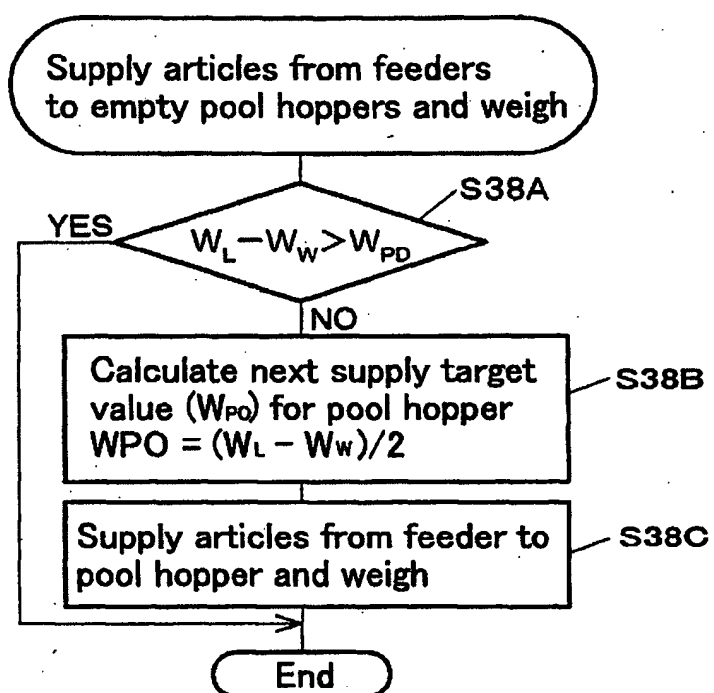 Supply articles from feeders
to empty pool hoppers and weigh
S38A
YES
W_L−W_W>W_PD
NO
Calculate next supply target
value (W_PO) for pool hopper
WPO = (W_L − W_W)/2
S38B
Supply articles from feeder to
pool hopper and weigh
S38C
End